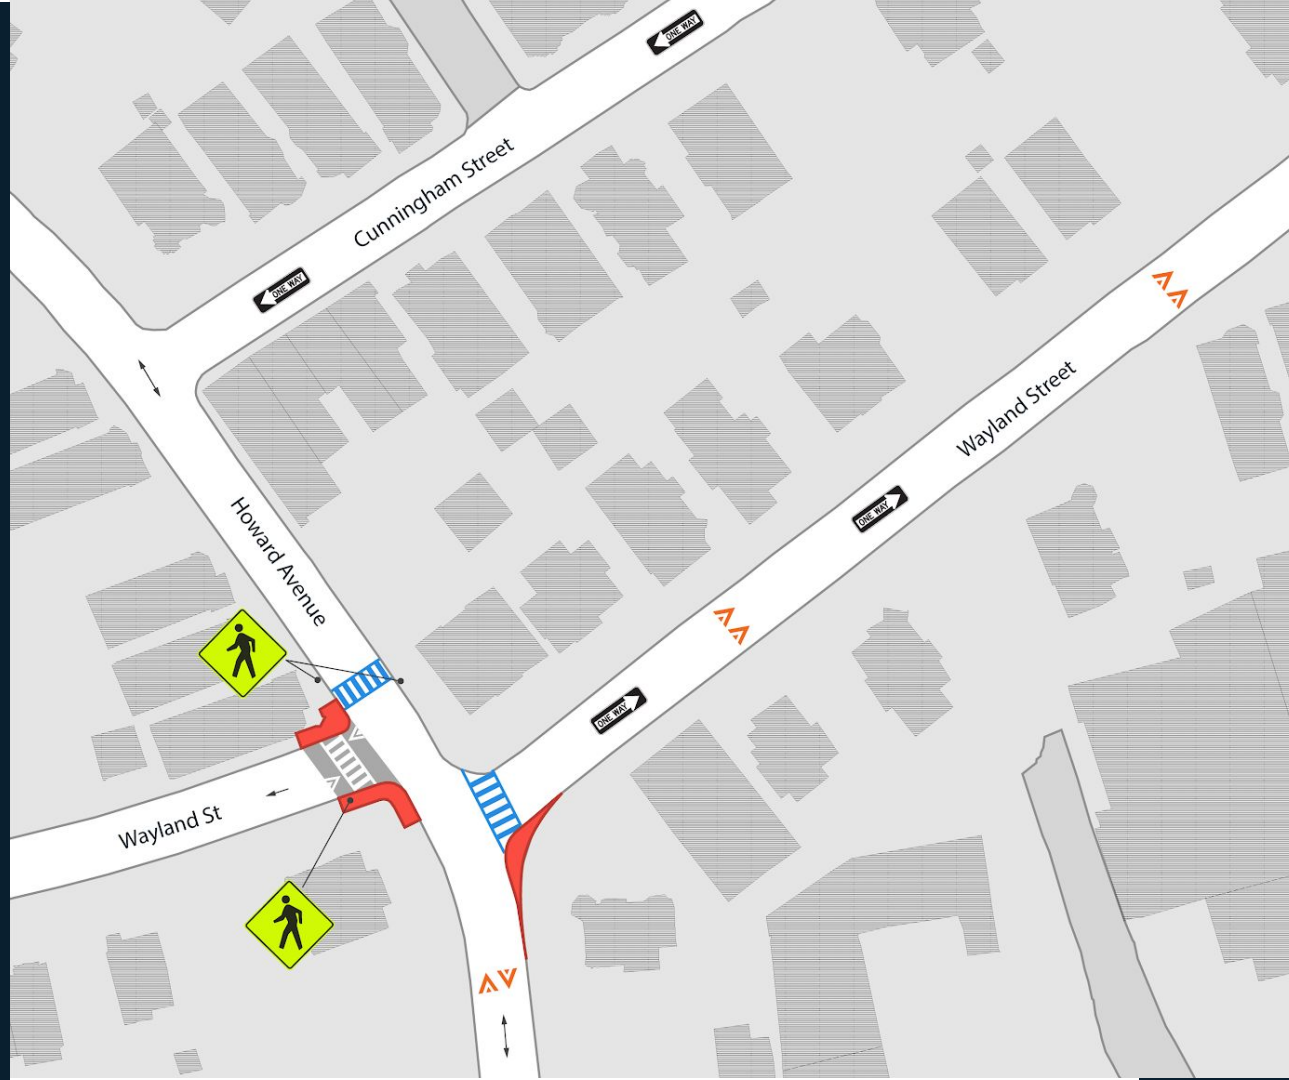 ONE WAY
Cunningham Street
ONE WAY
Wayland Street
Howard Avenue
ONE WAY
ONE WAY
Wayland St